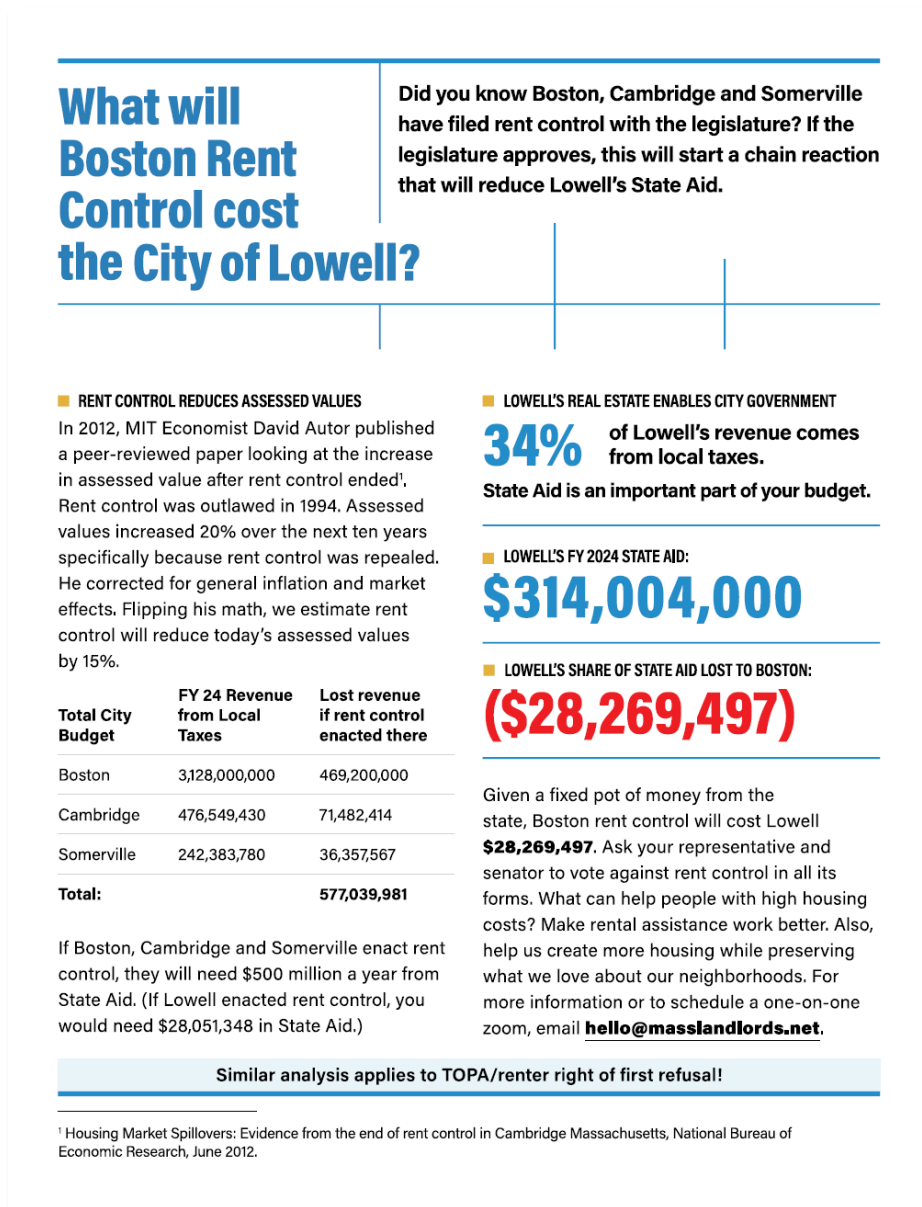 What will
Boston Rent
Control cost
the City of Lowell?
Did you know Boston, Cambridge and Somerville
have filed rent control with the legislature? If the
legislature approves, this will start a chain reaction
that will reduce Lowell's State Aid.
RENT CONTROL REDUCES ASSESSED VALUES
In 2012, MIT Economist David Autor published
a peer-reviewed paper looking at the increase
in assessed value after rent control ended¹.
Rent control was outlawed in 1994. Assessed
values increased 20% over the next ten years
specifically because rent control was repealed.
He corrected for general inflation and market
effects. Flipping his math, we estimate rent
control will reduce today's assessed values
by 15%.
Total City Budget | FY 24 Revenue from Local Taxes | Lost revenue if rent control enacted there
Boston 3,128,000,000 469,200,000
Cambridge 476,549,430 71,482,414
Somerville 242,383,780 36,357,567
Total: 577,039,981
If Boston, Cambridge and Somerville enact rent
control, they will need $500 million a year from
State Aid. (If Lowell enacted rent control, you
would need $28,051,348 in State Aid.)
LOWELL'S REAL ESTATE ENABLES CITY GOVERNMENT
34% of Lowell's revenue comes
from local taxes.
State Aid is an important part of your budget.
LOWELL'S FY 2024 STATE AID:
$314,004,000
LOWELL'S SHARE OF STATE AID LOST TO BOSTON:
($28,269,497)
Given a fixed pot of money from the
state, Boston rent control will cost Lowell
$28,269,497. Ask your representative and
senator to vote against rent control in all its
forms. What can help people with high housing
costs? Make rental assistance work better. Also,
help us create more housing while preserving
what we love about our neighborhoods. For
more information or to schedule a one-on-one
zoom, email hello@masslandlords.net.
Similar analysis applies to TOPA/renter right of first refusal!
¹ Housing Market Spillovers: Evidence from the end of rent control in Cambridge Massachusetts, National Bureau of
Economic Research, June 2012.